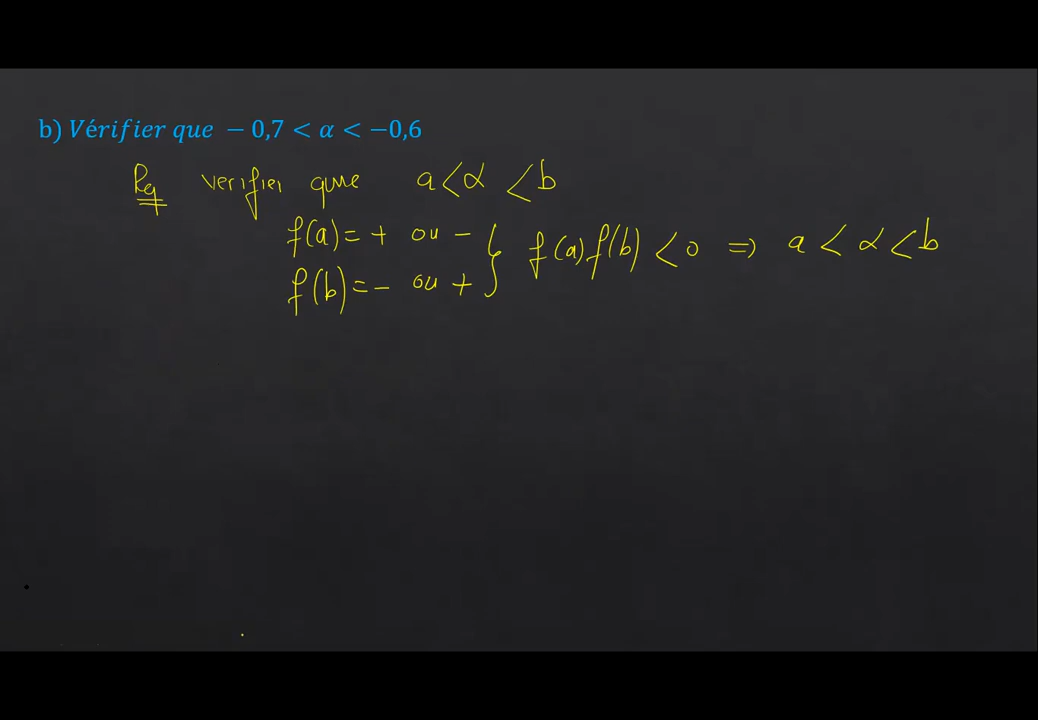 b) Vérifier que − 0,7 < α < −0,6
Rq verifier que a < α < b
f(a) = + ou − } f(a) f(b) < 0 ⇒ a < α < b
f(b) = − ou +